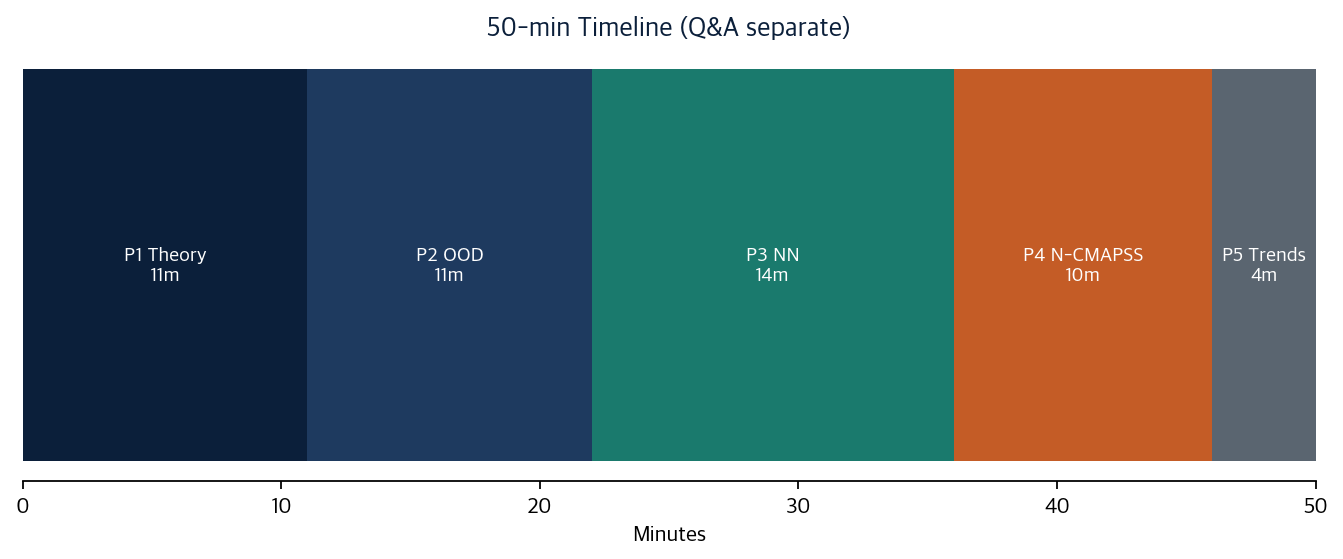 50-min Timeline (Q&A separate)
P1 Theory
11m
P2 OOD
11m
P3 NN
14m
P4 N-CMAPSS
10m
P5 Trends
4m
0 10 20 30 40 50
Minutes